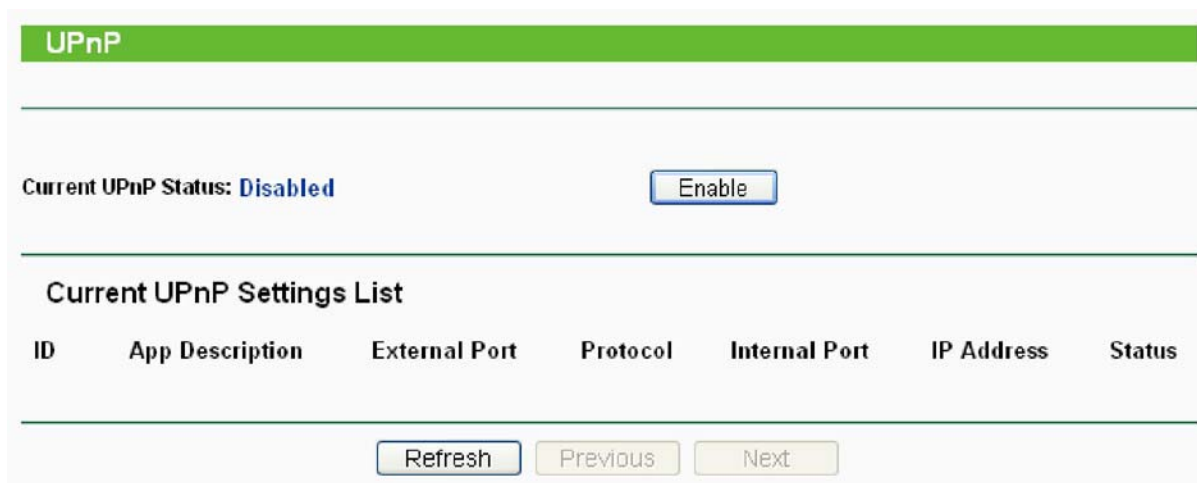 UPnP
Current UPnP Status: Disabled Enable
Current UPnP Settings List
ID App Description External Port Protocol Internal Port IP Address Status
Refresh Previous Next